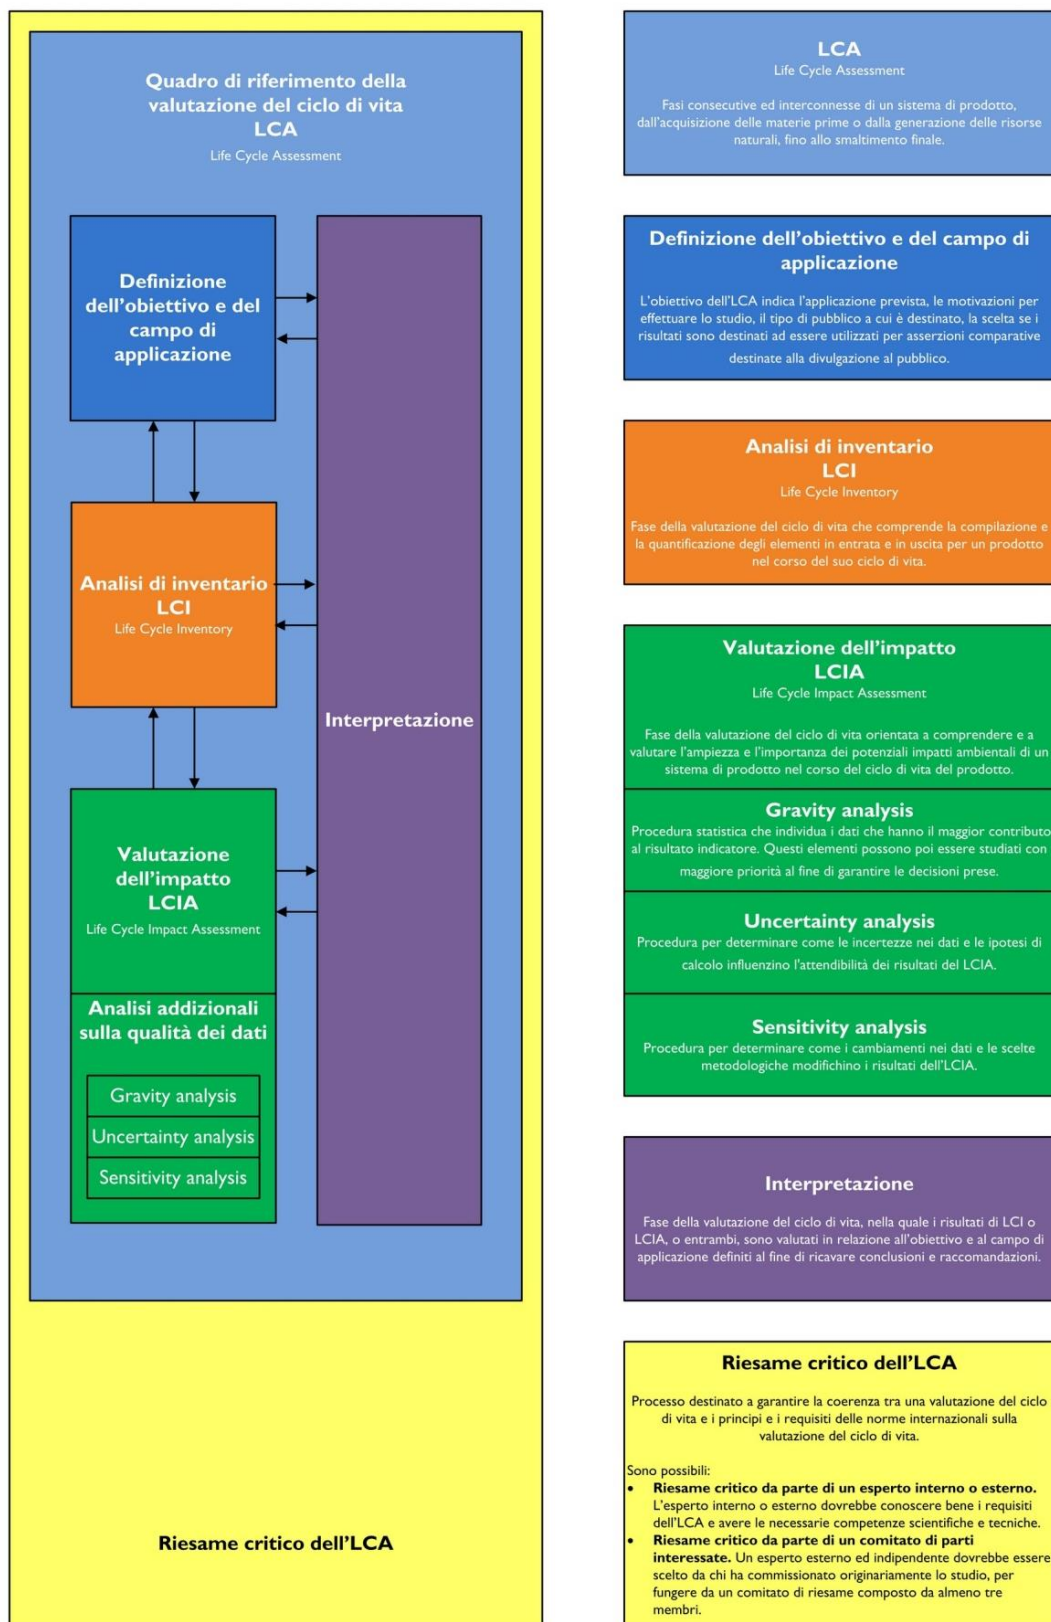 Quadro di riferimento della
valutazione del ciclo di vita
LCA
Life Cycle Assessment
Definizione
dell'obiettivo e del
campo di
applicazione
Analisi di inventario
LCI
Life Cycle Inventory
Interpretazione
Valutazione
dell'impatto
LCIA
Life Cycle Impact Assessment
Analisi addizionali
sulla qualità dei dati
Gravity analysis
Uncertainty analysis
Sensitivity analysis
Riesame critico dell'LCA
LCA
Life Cycle Assessment
Fasi consecutive ed interconnesse di un sistema di prodotto,
dall'acquisizione delle materie prime o dalla generazione delle risorse
naturali, fino allo smaltimento finale.
Definizione dell'obiettivo e del campo di
applicazione
L'obiettivo dell'LCA indica l'applicazione prevista, le motivazioni per
effettuare lo studio, il tipo di pubblico a cui è destinato, la scelta se i
risultati sono destinati ad essere utilizzati per asserzioni comparative
destinate alla divulgazione al pubblico.
Analisi di inventario
LCI
Life Cycle Inventory
Fase della valutazione del ciclo di vita che comprende la compilazione e
la quantificazione degli elementi in entrata e in uscita per un prodotto
nel corso del suo ciclo di vita.
Valutazione dell'impatto
LCIA
Life Cycle Impact Assessment
Fase della valutazione del ciclo di vita orientata a comprendere e a
valutare l'ampiezza e l'importanza dei potenziali impatti ambientali di un
sistema di prodotto nel corso del ciclo di vita del prodotto.
Gravity analysis
Procedura statistica che individua i dati che hanno il maggior contributo
al risultato indicatore. Questi elementi possono poi essere studiati con
maggiore priorità al fine di garantire le decisioni prese.
Uncertainty analysis
Procedura per determinare come le incertezze nei dati e le ipotesi di
calcolo influenzino l'attendibilità dei risultati del LCIA.
Sensitivity analysis
Procedura per determinare come i cambiamenti nei dati e le scelte
metodologiche modifichino i risultati dell'LCIA.
Interpretazione
Fase della valutazione del ciclo di vita, nella quale i risultati di LCI o
LCIA, o entrambi, sono valutati in relazione all'obiettivo e al campo di
applicazione definiti al fine di ricavare conclusioni e raccomandazioni.
Riesame critico dell'LCA
Processo destinato a garantire la coerenza tra una valutazione del ciclo
di vita e i principi e i requisiti delle norme internazionali sulla
valutazione del ciclo di vita.
Sono possibili:
• Riesame critico da parte di un esperto interno o esterno.
L'esperto interno o esterno dovrebbe conoscere bene i requisiti
dell'LCA e avere le necessarie competenze scientifiche e tecniche.
• Riesame critico da parte di un comitato di parti
interessate. Un esperto esterno ed indipendente dovrebbe essere
scelto da chi ha commissionato originariamente lo studio, per
fungere da un comitato di riesame composto da almeno tre
membri.